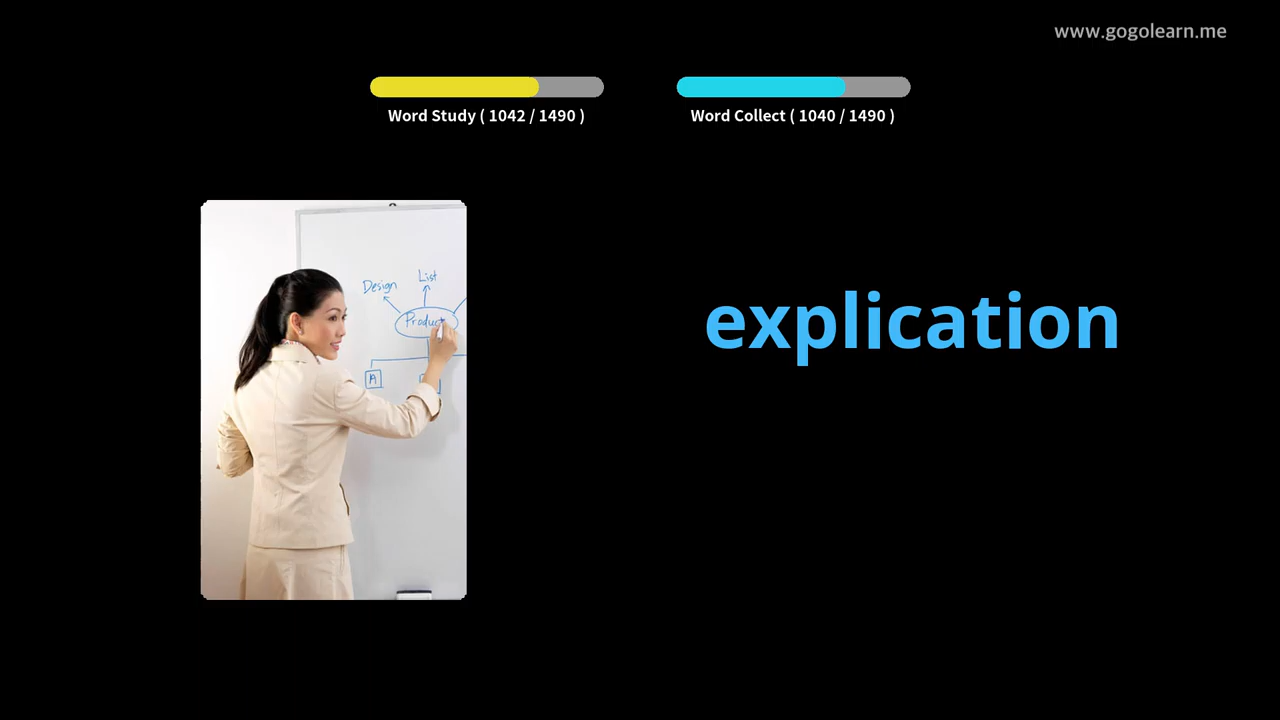 www.gogolearn.me
Word Study ( 1042 / 1490 )
Word Collect ( 1040 / 1490 )
List
Design
Product
A
explication